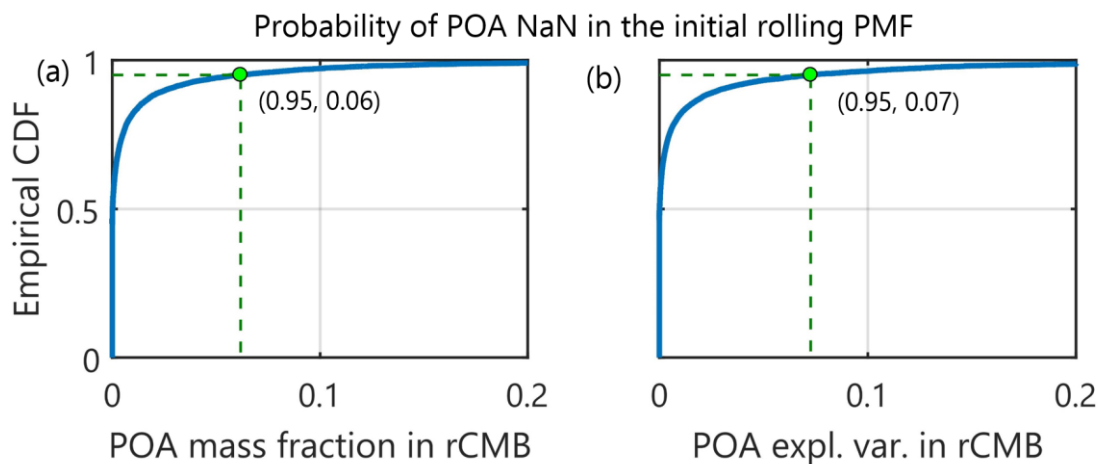 Probability of POA NaN in the initial rolling PMF
(a)
1
0.5
0
Empirical CDF
(0.95, 0.06)
0
0.1
0.2
POA mass fraction in rCMB
(b)
(0.95, 0.07)
0
0.1
0.2
POA expl. var. in rCMB